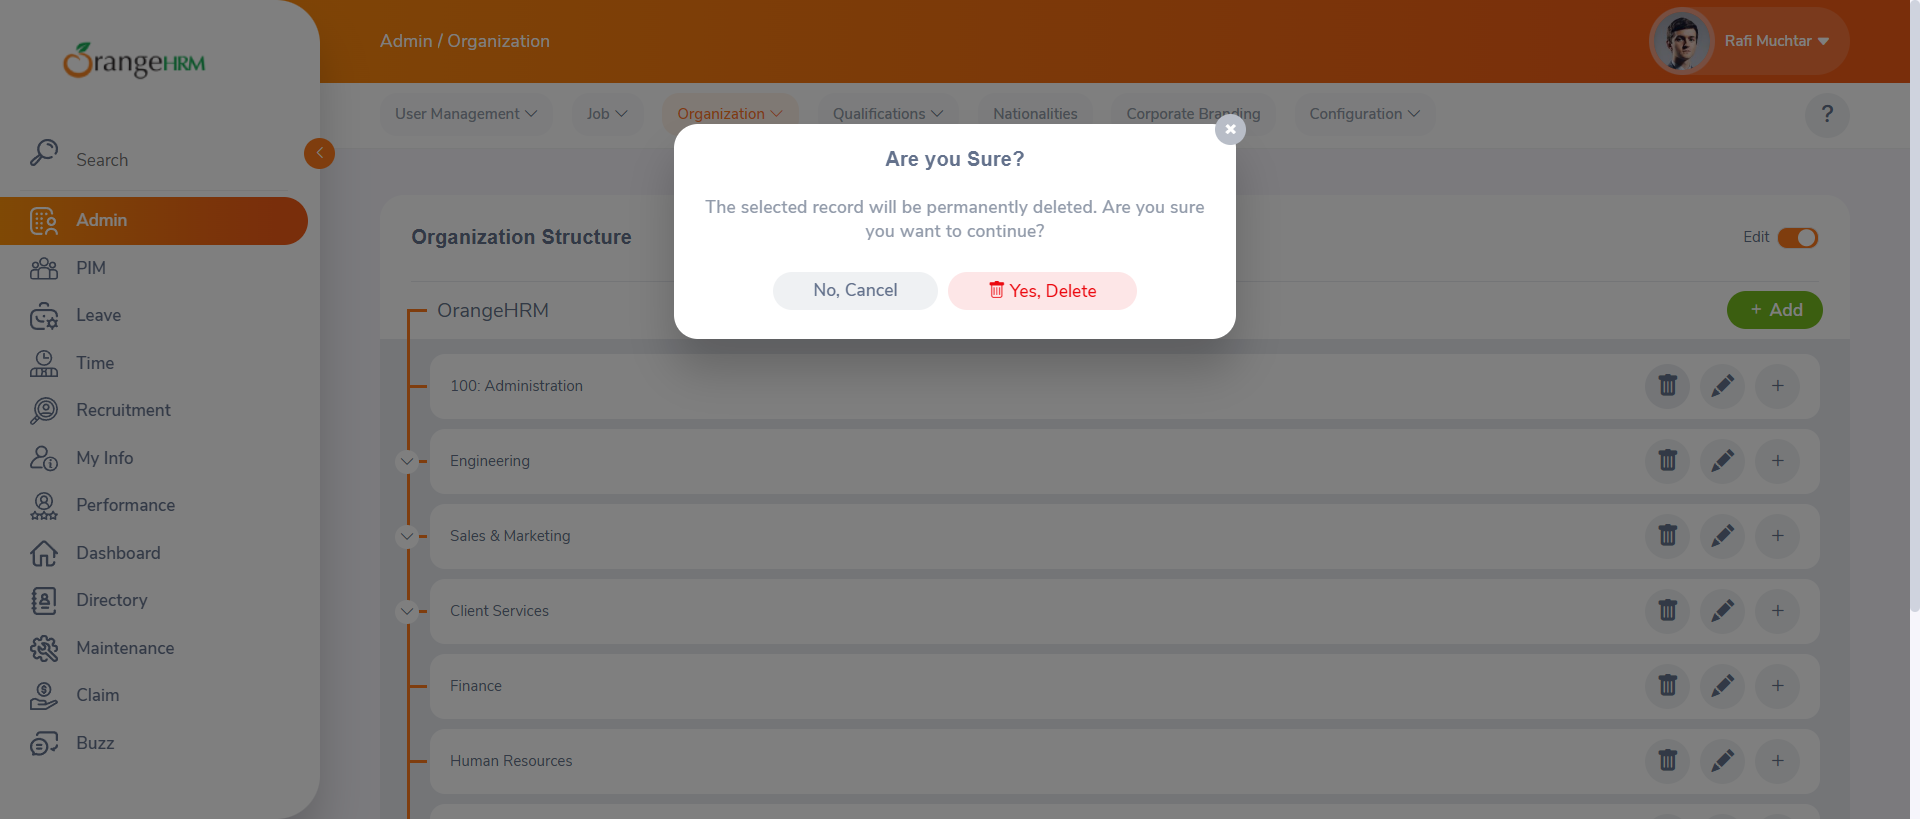 OrangeHRM
Admin / Organization
Rafi Muchtar
User Management
Job
Organization
Qualifications
Nationalities
Corporate Branding
Configuration
?
Search
Admin
PIM
Leave
Time
Recruitment
My Info
Performance
Dashboard
Directory
Maintenance
Claim
Buzz
Are you Sure?
The selected record will be permanently deleted. Are you sure
you want to continue?
No, Cancel
Yes, Delete
Organization Structure
Edit
OrangeHRM
+ Add
100: Administration
Engineering
Sales & Marketing
Client Services
Finance
Human Resources